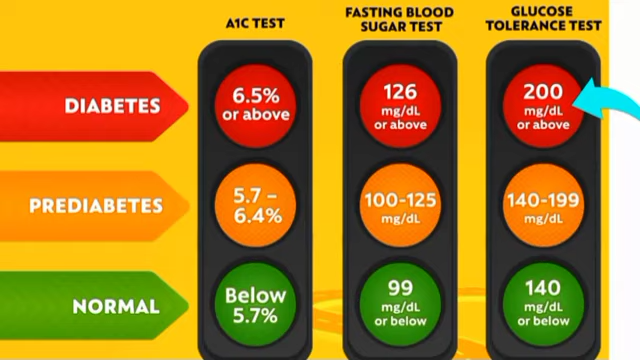 A1C TEST
FASTING BLOOD
SUGAR TEST
GLUCOSE
TOLERANCE TEST
DIABETES
6.5%
or above
126
mg/dL
or above
200
mg/dL
or above
PREDIABETES
5.7 –
6.4%
100-125
mg/dL
140-199
mg/dL
NORMAL
Below
5.7%
99
mg/dL
or below
140
mg/dL
or below